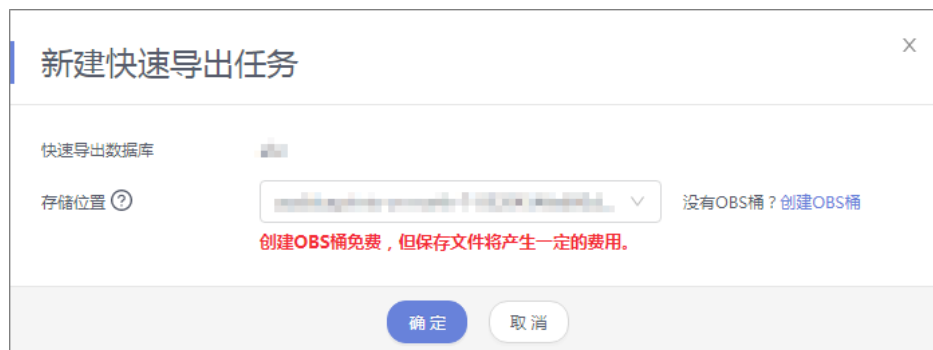 新建快速导出任务
快速导出数据库
存储位置 ? 没有OBS桶？创建OBS桶
创建OBS桶免费，但保存文件将产生一定的费用。
确定 取消